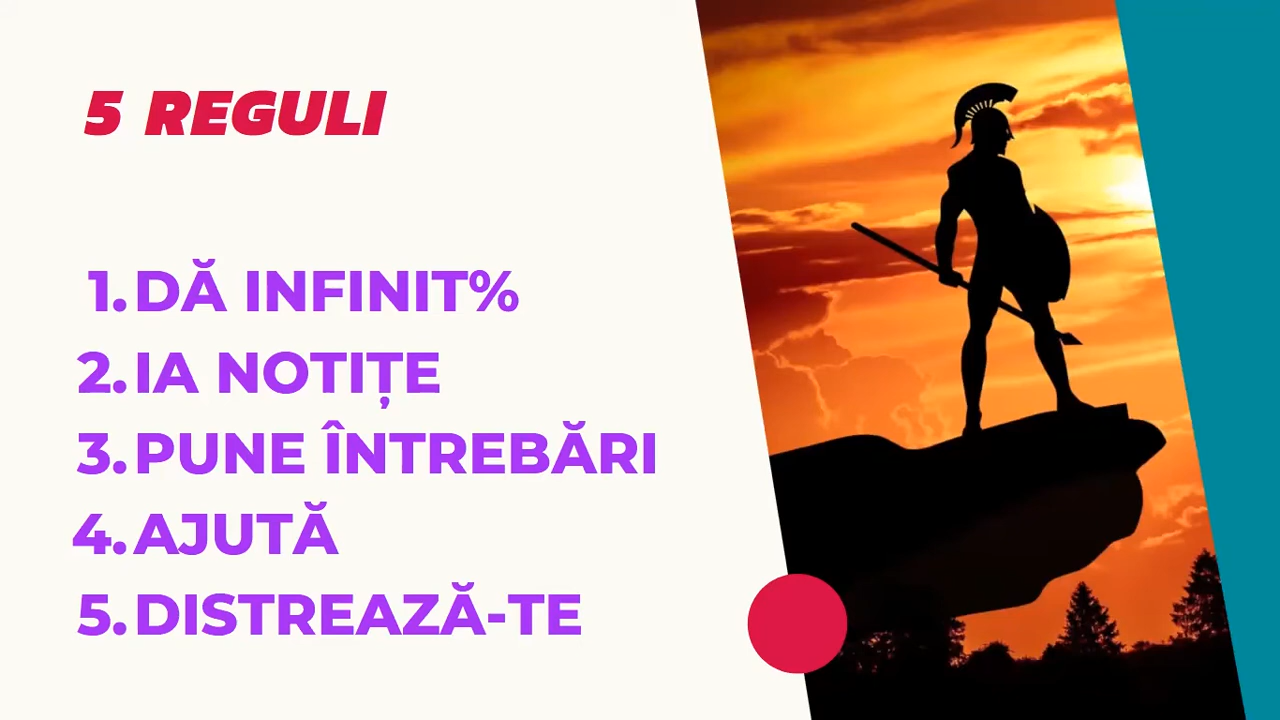 5 REGULI
1. DĂ INFINIT%
2. IA NOTIȚE
3. PUNE ÎNTREBĂRI
4. AJUTĂ
5. DISTREAZĂ-TE